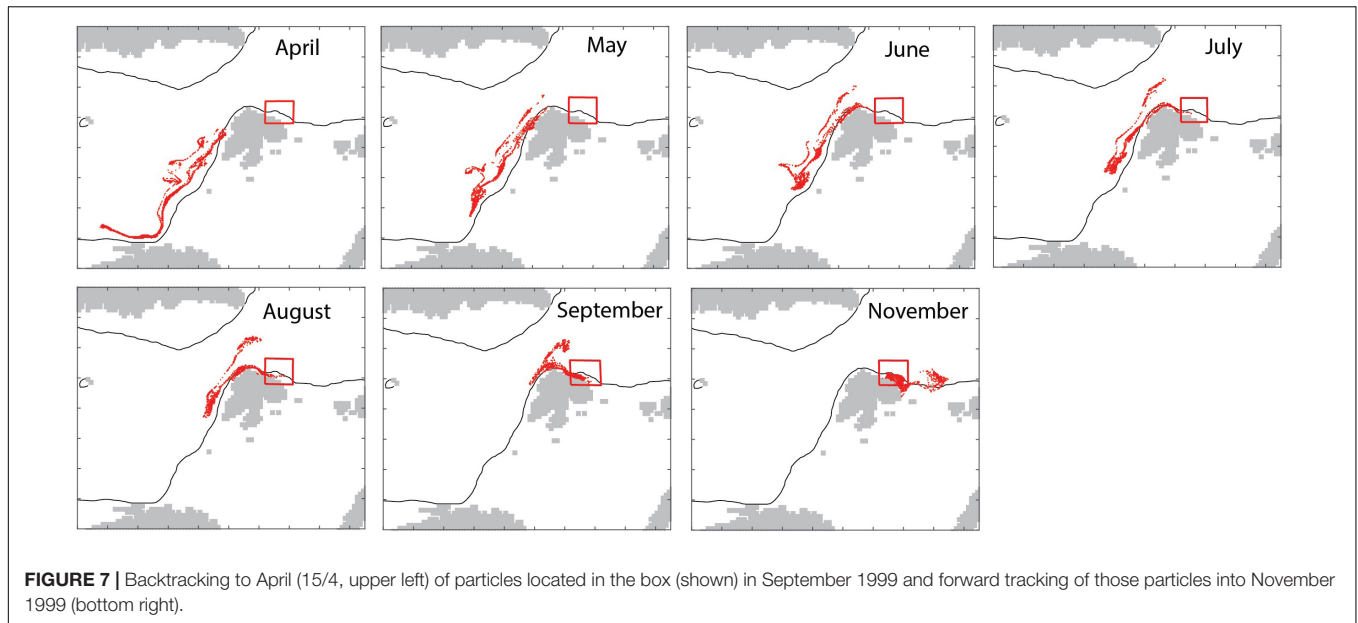 April
May
June
July
August
September
November
FIGURE 7 | Backtracking to April (15/4, upper left) of particles located in the box (shown) in September 1999 and forward tracking of those particles into November
1999 (bottom right).